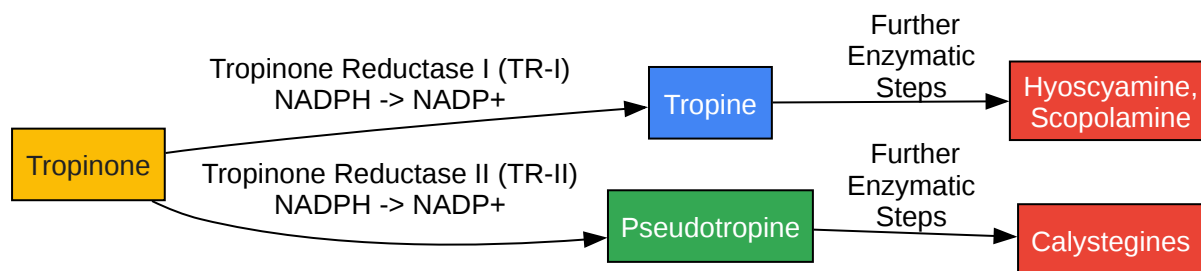 Tropinone
Tropinone Reductase I (TR-I)
NADPH -> NADP+
Tropine
Further
Enzymatic
Steps
Hyoscyamine,
Scopolamine
Tropinone Reductase II (TR-II)
NADPH -> NADP+
Pseudotropine
Further
Enzymatic
Steps
Calystegines